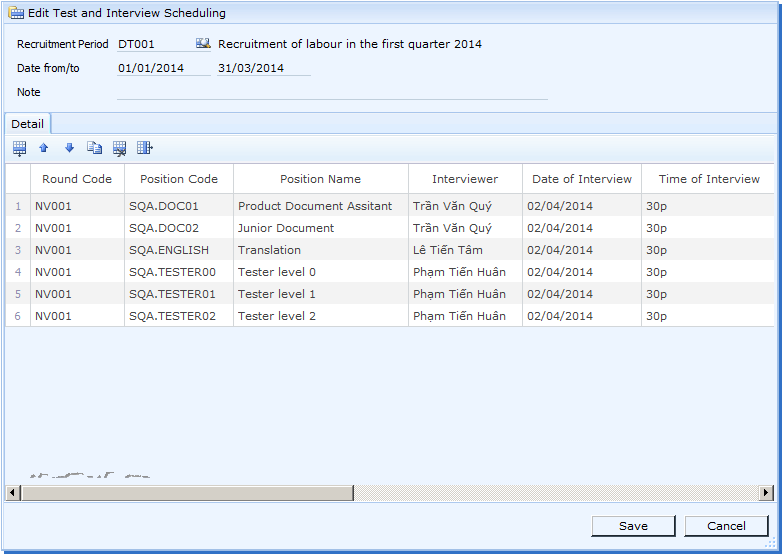 Edit Test and Interview Scheduling
Recruitment Period DT001 Recruitment of labour in the first quarter 2014
Date from/to 01/01/2014 31/03/2014
Note
Detail
Round Code Position Code Position Name Interviewer Date of Interview Time of Interview
1 NV001 SQA.DOC01 Product Document Assitant Trần Văn Quý 02/04/2014 30p
2 NV001 SQA.DOC02 Junior Document Trần Văn Quý 02/04/2014 30p
3 NV001 SQA.ENGLISH Translation Lê Tiến Tâm 02/04/2014 30p
4 NV001 SQA.TESTER00 Tester level 0 Phạm Tiến Huân 02/04/2014 30p
5 NV001 SQA.TESTER01 Tester level 1 Phạm Tiến Huân 02/04/2014 30p
6 NV001 SQA.TESTER02 Tester level 2 Phạm Tiến Huân 02/04/2014 30p
Save Cancel